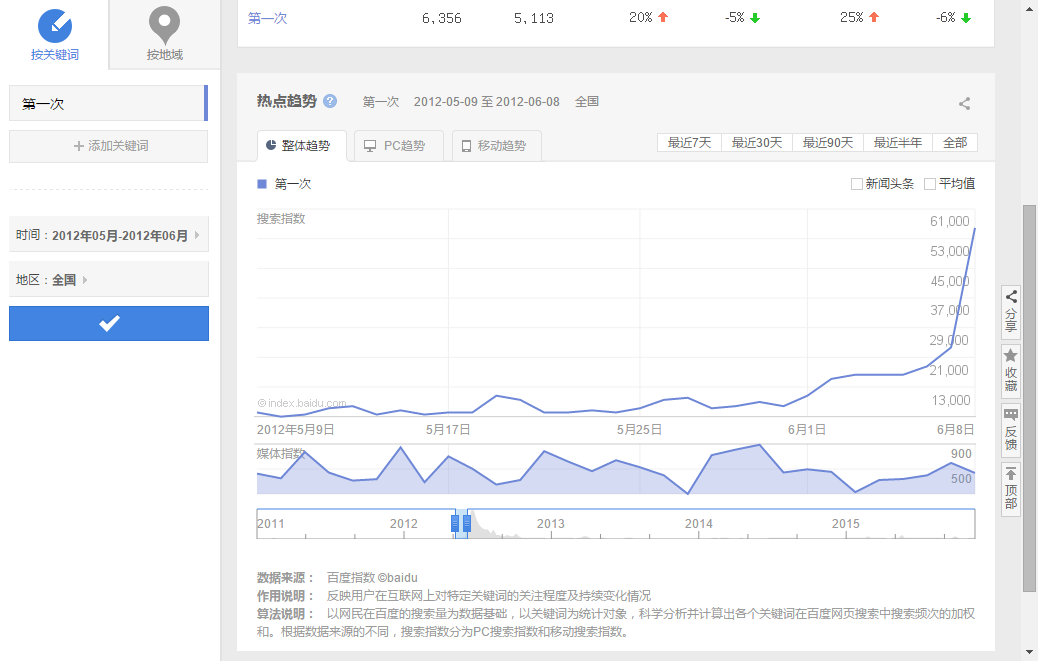 按关键词
按地域
第一次 6,356 5,113 20% -5% 25% -6%
第一次
添加关键词
时间：2012年05月-2012年06月
地区：全国
热点趋势 ? 第一次 2012-05-09 至 2012-06-08 全国
整体趋势 PC趋势 移动趋势
最近7天 最近30天 最近90天 最近半年 全部
第一次
新闻头条 平均值
搜索指数
61,000
53,000
45,000
37,000
29,000
21,000
13,000
© index.baidu.com
2012年5月9日 5月17日 5月25日 6月1日 6月8日
媒体指数
900
500
2011 2012 2013 2014 2015
数据来源： 百度指数 ©baidu
作用说明： 反映用户在互联网上对特定关键词的关注程度及持续变化情况
算法说明： 以网民在百度的搜索量为数据基础，以关键词为统计对象，科学分析并计算出各个关键词在百度网页搜索中搜索频次的加权
和。根据数据来源的不同，搜索指数分为PC搜索指数和移动搜索指数。
分享
收藏
反馈
顶部